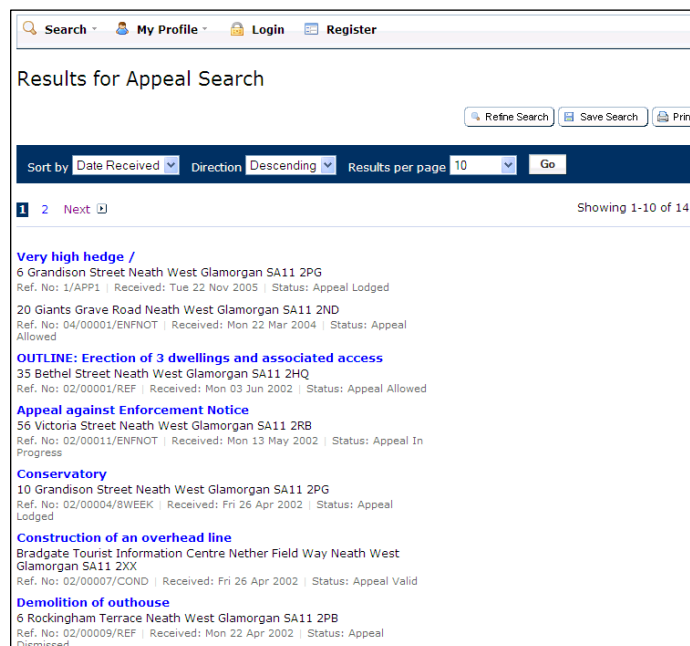 Search My Profile Login Register
Results for Appeal Search
Refine Search Save Search Prin
Sort by Date Received Direction Descending Results per page 10 Go
1 2 Next Showing 1-10 of 14
Very high hedge /
6 Grandison Street Neath West Glamorgan SA11 2PG
Ref. No: 1/APP1 | Received: Tue 22 Nov 2005 | Status: Appeal Lodged
20 Giants Grave Road Neath West Glamorgan SA11 2ND
Ref. No: 04/00001/ENFNOT | Received: Mon 22 Mar 2004 | Status: Appeal
Allowed
OUTLINE: Erection of 3 dwellings and associated access
35 Bethel Street Neath West Glamorgan SA11 2HQ
Ref. No: 02/00001/REF | Received: Mon 03 Jun 2002 | Status: Appeal Allowed
Appeal against Enforcement Notice
56 Victoria Street Neath West Glamorgan SA11 2RB
Ref. No: 02/00011/ENFNOT | Received: Mon 13 May 2002 | Status: Appeal In
Progress
Conservatory
10 Grandison Street Neath West Glamorgan SA11 2PG
Ref. No: 02/00004/8WEEK | Received: Fri 26 Apr 2002 | Status: Appeal
Lodged
Construction of an overhead line
Bradgate Tourist Information Centre Nether Field Way Neath West
Glamorgan SA11 2XX
Ref. No: 02/00007/COND | Received: Fri 26 Apr 2002 | Status: Appeal Valid
Demolition of outhouse
6 Rockingham Terrace Neath West Glamorgan SA11 2PB
Ref. No: 02/00009/REF | Received: Mon 22 Apr 2002 | Status: Appeal
Dismissed